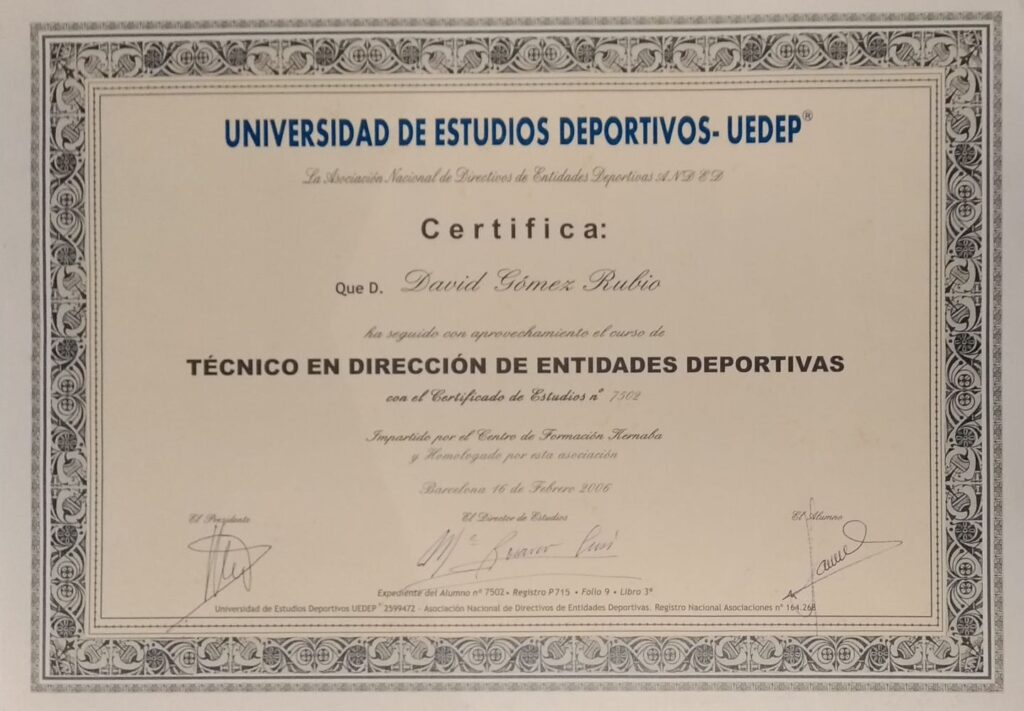 UNIVERSIDAD DE ESTUDIOS DEPORTIVOS- UEDEP®
La Asociación Nacional de Directivos de Entidades Deportivas A.N.D.E.D
Certifica:
Que D. David Gómez Rubio
ha seguido con aprovechamiento el curso de
TÉCNICO EN DIRECCIÓN DE ENTIDADES DEPORTIVAS
con el Certificado de Estudios nº 7502
Impartido por el Centro de Formación Kernaba
y Homologado por esta asociación
Barcelona 16 de Febrero 2006
El Presidente El Director de Estudios El Alumno
Expediente del Alumno nº 7502 • Registro P715 • Folio 9 • Libro 3º
Universidad de Estudios Deportivos UEDEP® 2599472 - Asociación Nacional de Directivos de Entidades Deportivas. Registro Nacional Asociaciones nº 164.268